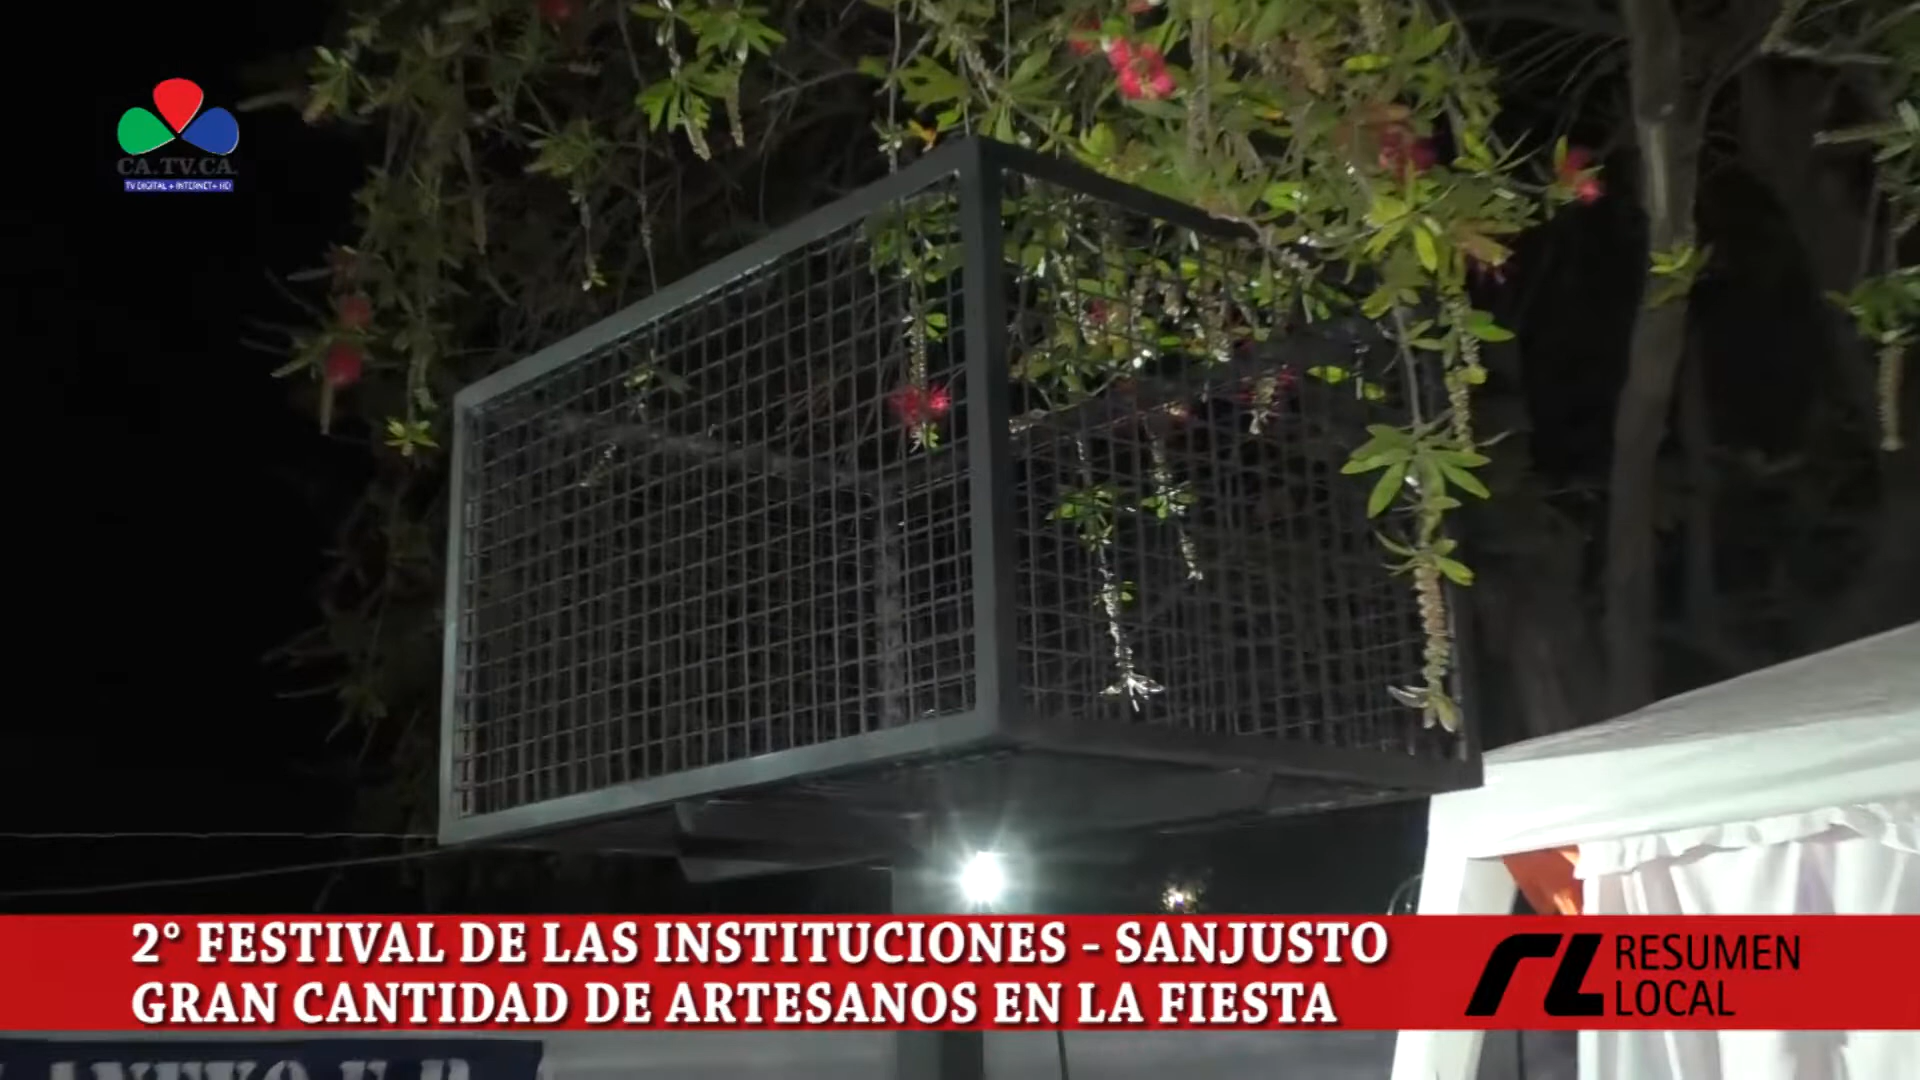 CA.TV.CA.
TV DIGITAL + INTERNET + HD
2° FESTIVAL DE LAS INSTITUCIONES - SANJUSTO
GRAN CANTIDAD DE ARTESANOS EN LA FIESTA
rL RESUMEN
LOCAL